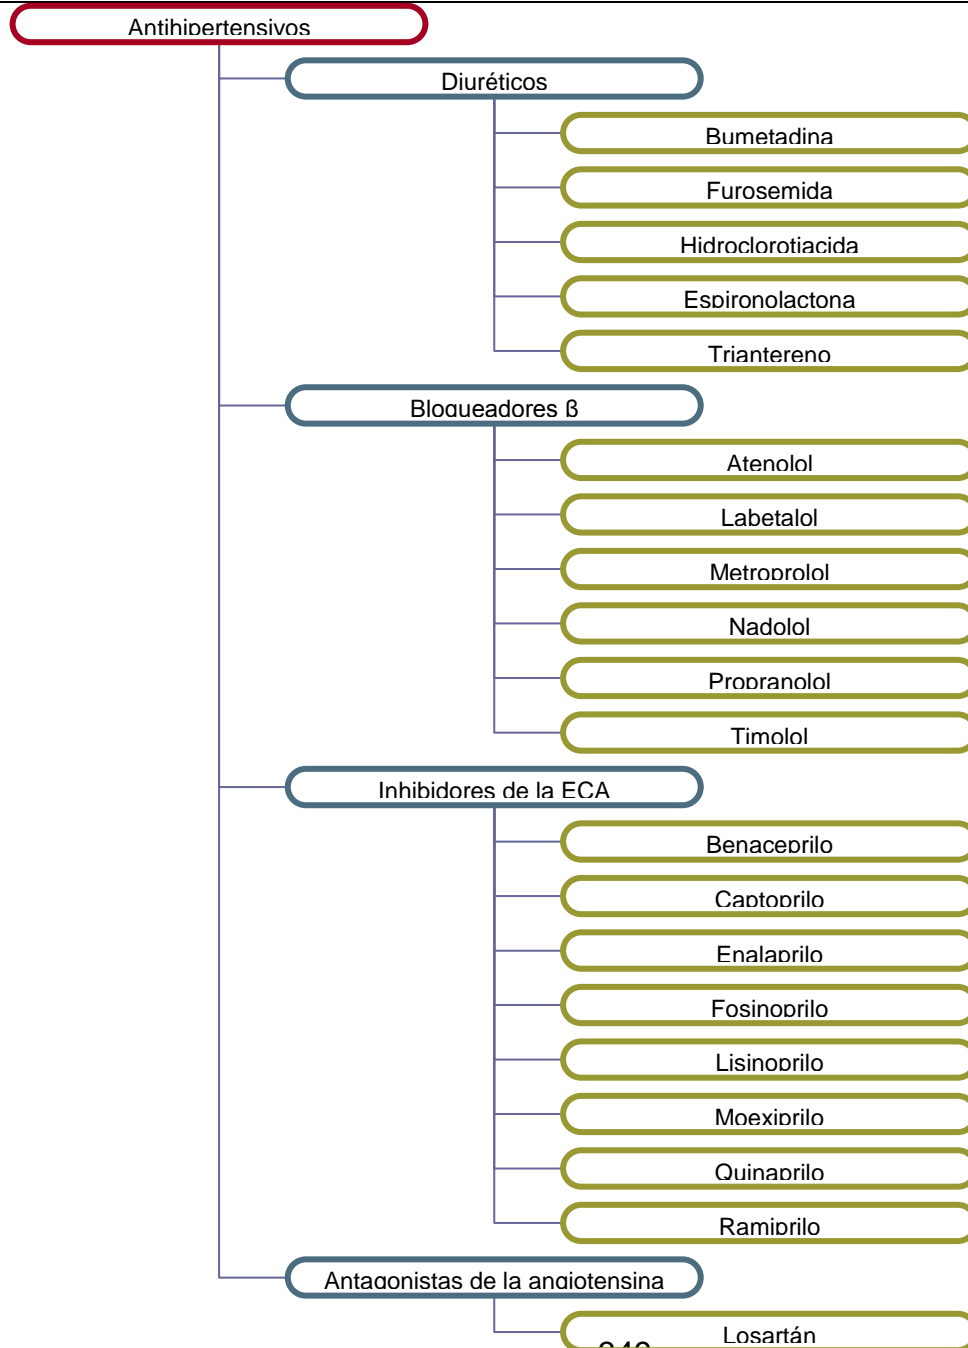 Antihipertensivos
Diuréticos
Bumetadina
Furosemida
Hidroclorotiacida
Espironolactona
Triantereno
Bloqueadores ß
Atenolol
Labetalol
Metroprolol
Nadolol
Propranolol
Timolol
Inhibidores de la ECA
Benaceprilo
Captoprilo
Enalaprilo
Fosinoprilo
Lisinoprilo
Moexiprilo
Quinaprilo
Ramiprilo
Antagonistas de la angiotensina
Losartán